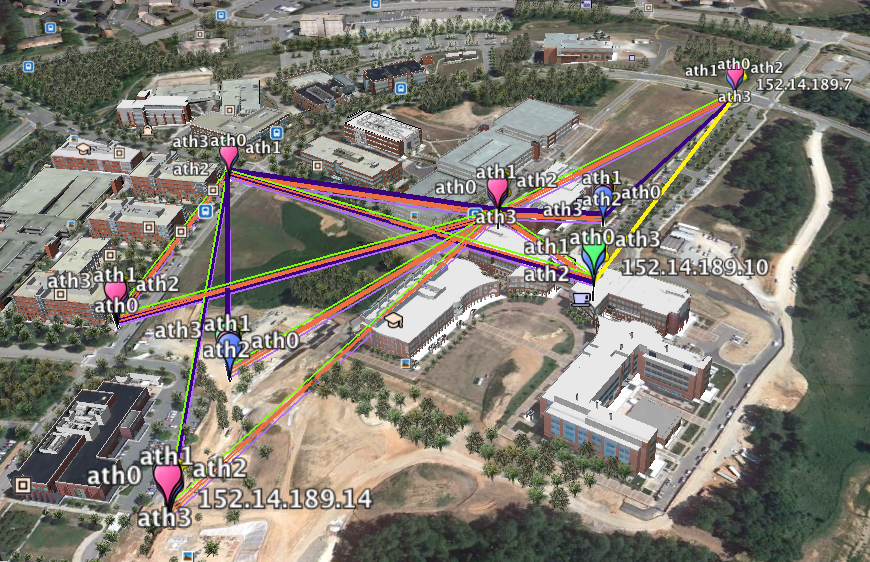 ath1 ath0 ath2
152.14.189.7
ath3
ath3 ath0 ath1
ath2
ath1
ath0 ath2
ath3
ath1
ath3 ath0
ath2
ath1 ath0 ath3
ath2
152.14.189.10
ath3 ath1 ath2
ath0
ath3 ath1 ath0
ath2
ath1
ath0 ath2
152.14.189.14
ath3